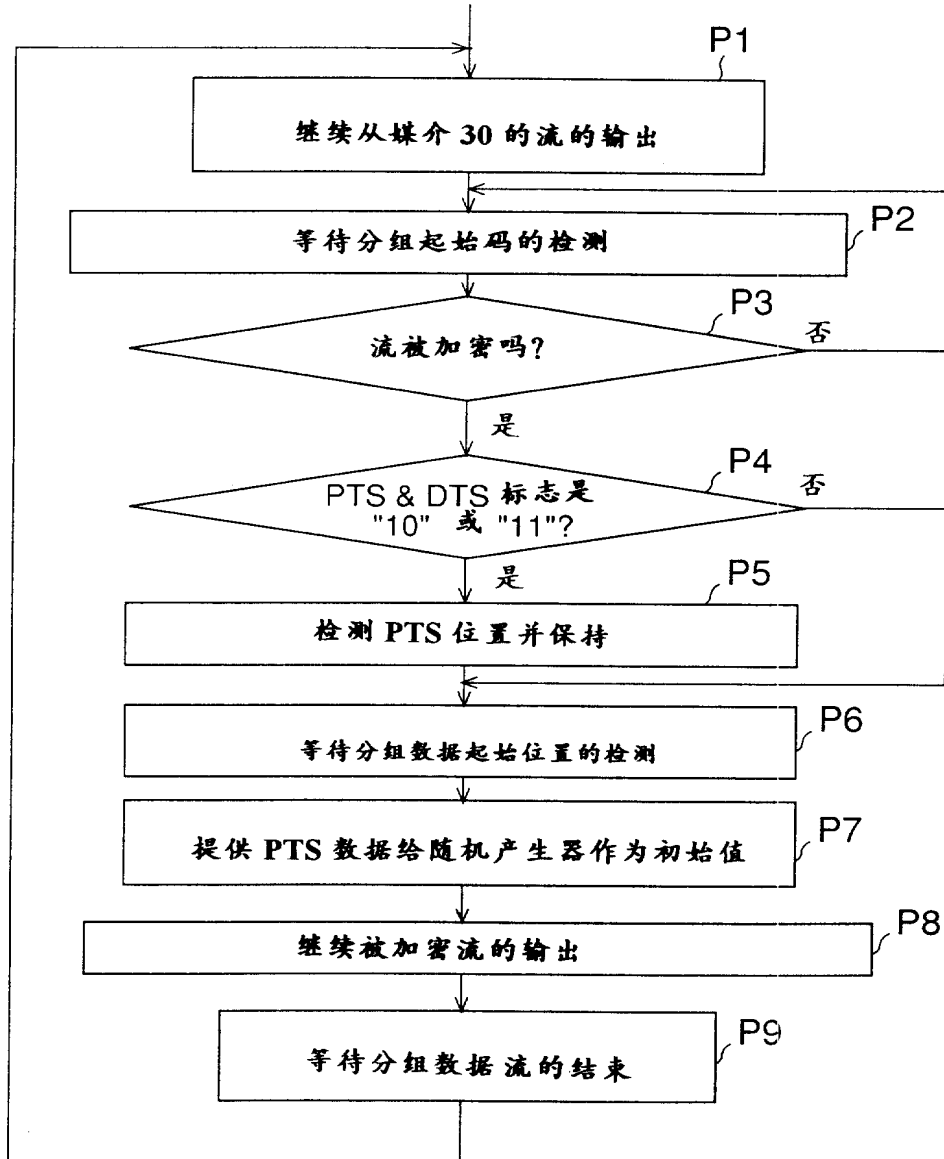 P1
继续从媒介 30 的流的输出
P2
等待分组起始码的检测
P3
流被加密吗?
否
是
P4
PTS & DTS 标志是
"10" 或 "11"?
否
是
P5
检测 PTS 位置并保持
P6
等待分组数据起始位置的检测
P7
提供 PTS 数据给随机产生器作为初始值
P8
继续被加密流的输出
P9
等待分组数据流的结束